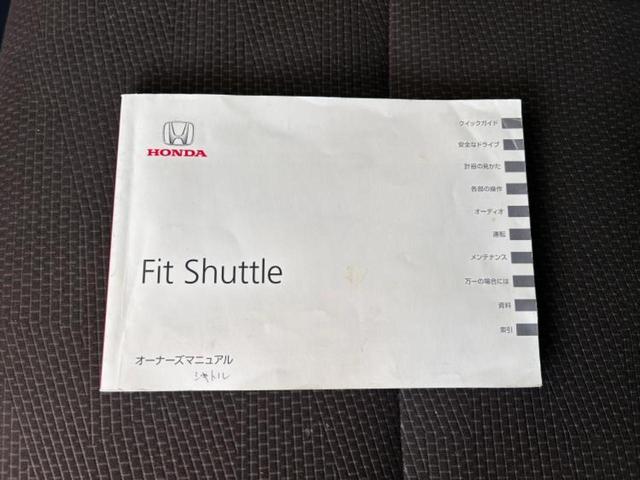 HONDA
Fit Shuttle
オーナーズマニュアル
シャトル
クイックガイド
安全なドライブ
計器の見かた
各部の操作
オーディオ
運転
メンテナンス
万一の場合には
資料
索引